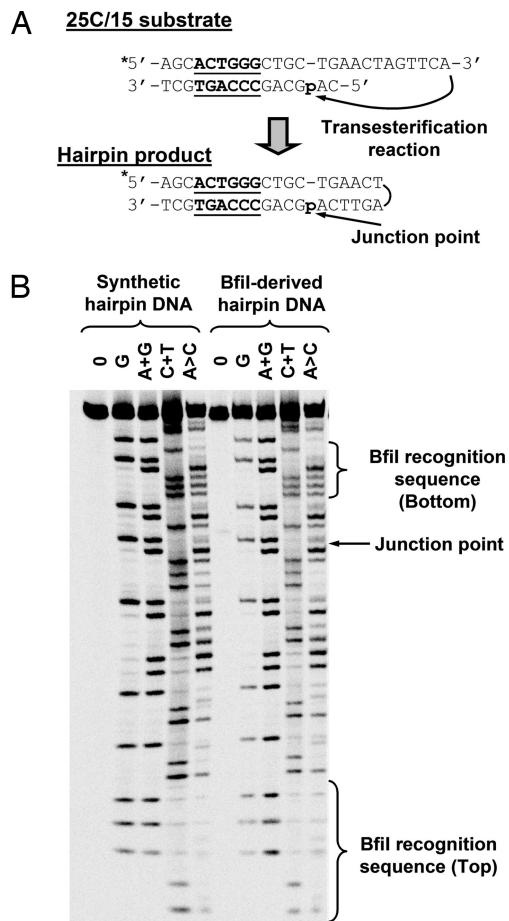 A
25C/15 substrate
*5’-AGCACTGGGCTGC-TGAACTAGTTCA-3’
3’-TCGTGACCCGACGpAC-5’
Transesterification
reaction
Hairpin product
*5’-AGCACTGGGCTGC-TGAACT
3’-TCGTGACCCGACGpACTTGA
Junction point
B
Synthetic
hairpin DNA
BfiI-derived
hairpin DNA
0 G A+G C+T A>C 0 G A+G C+T A>C
BfiI recognition
sequence
(Bottom)
Junction point
BfiI recognition
sequence (Top)